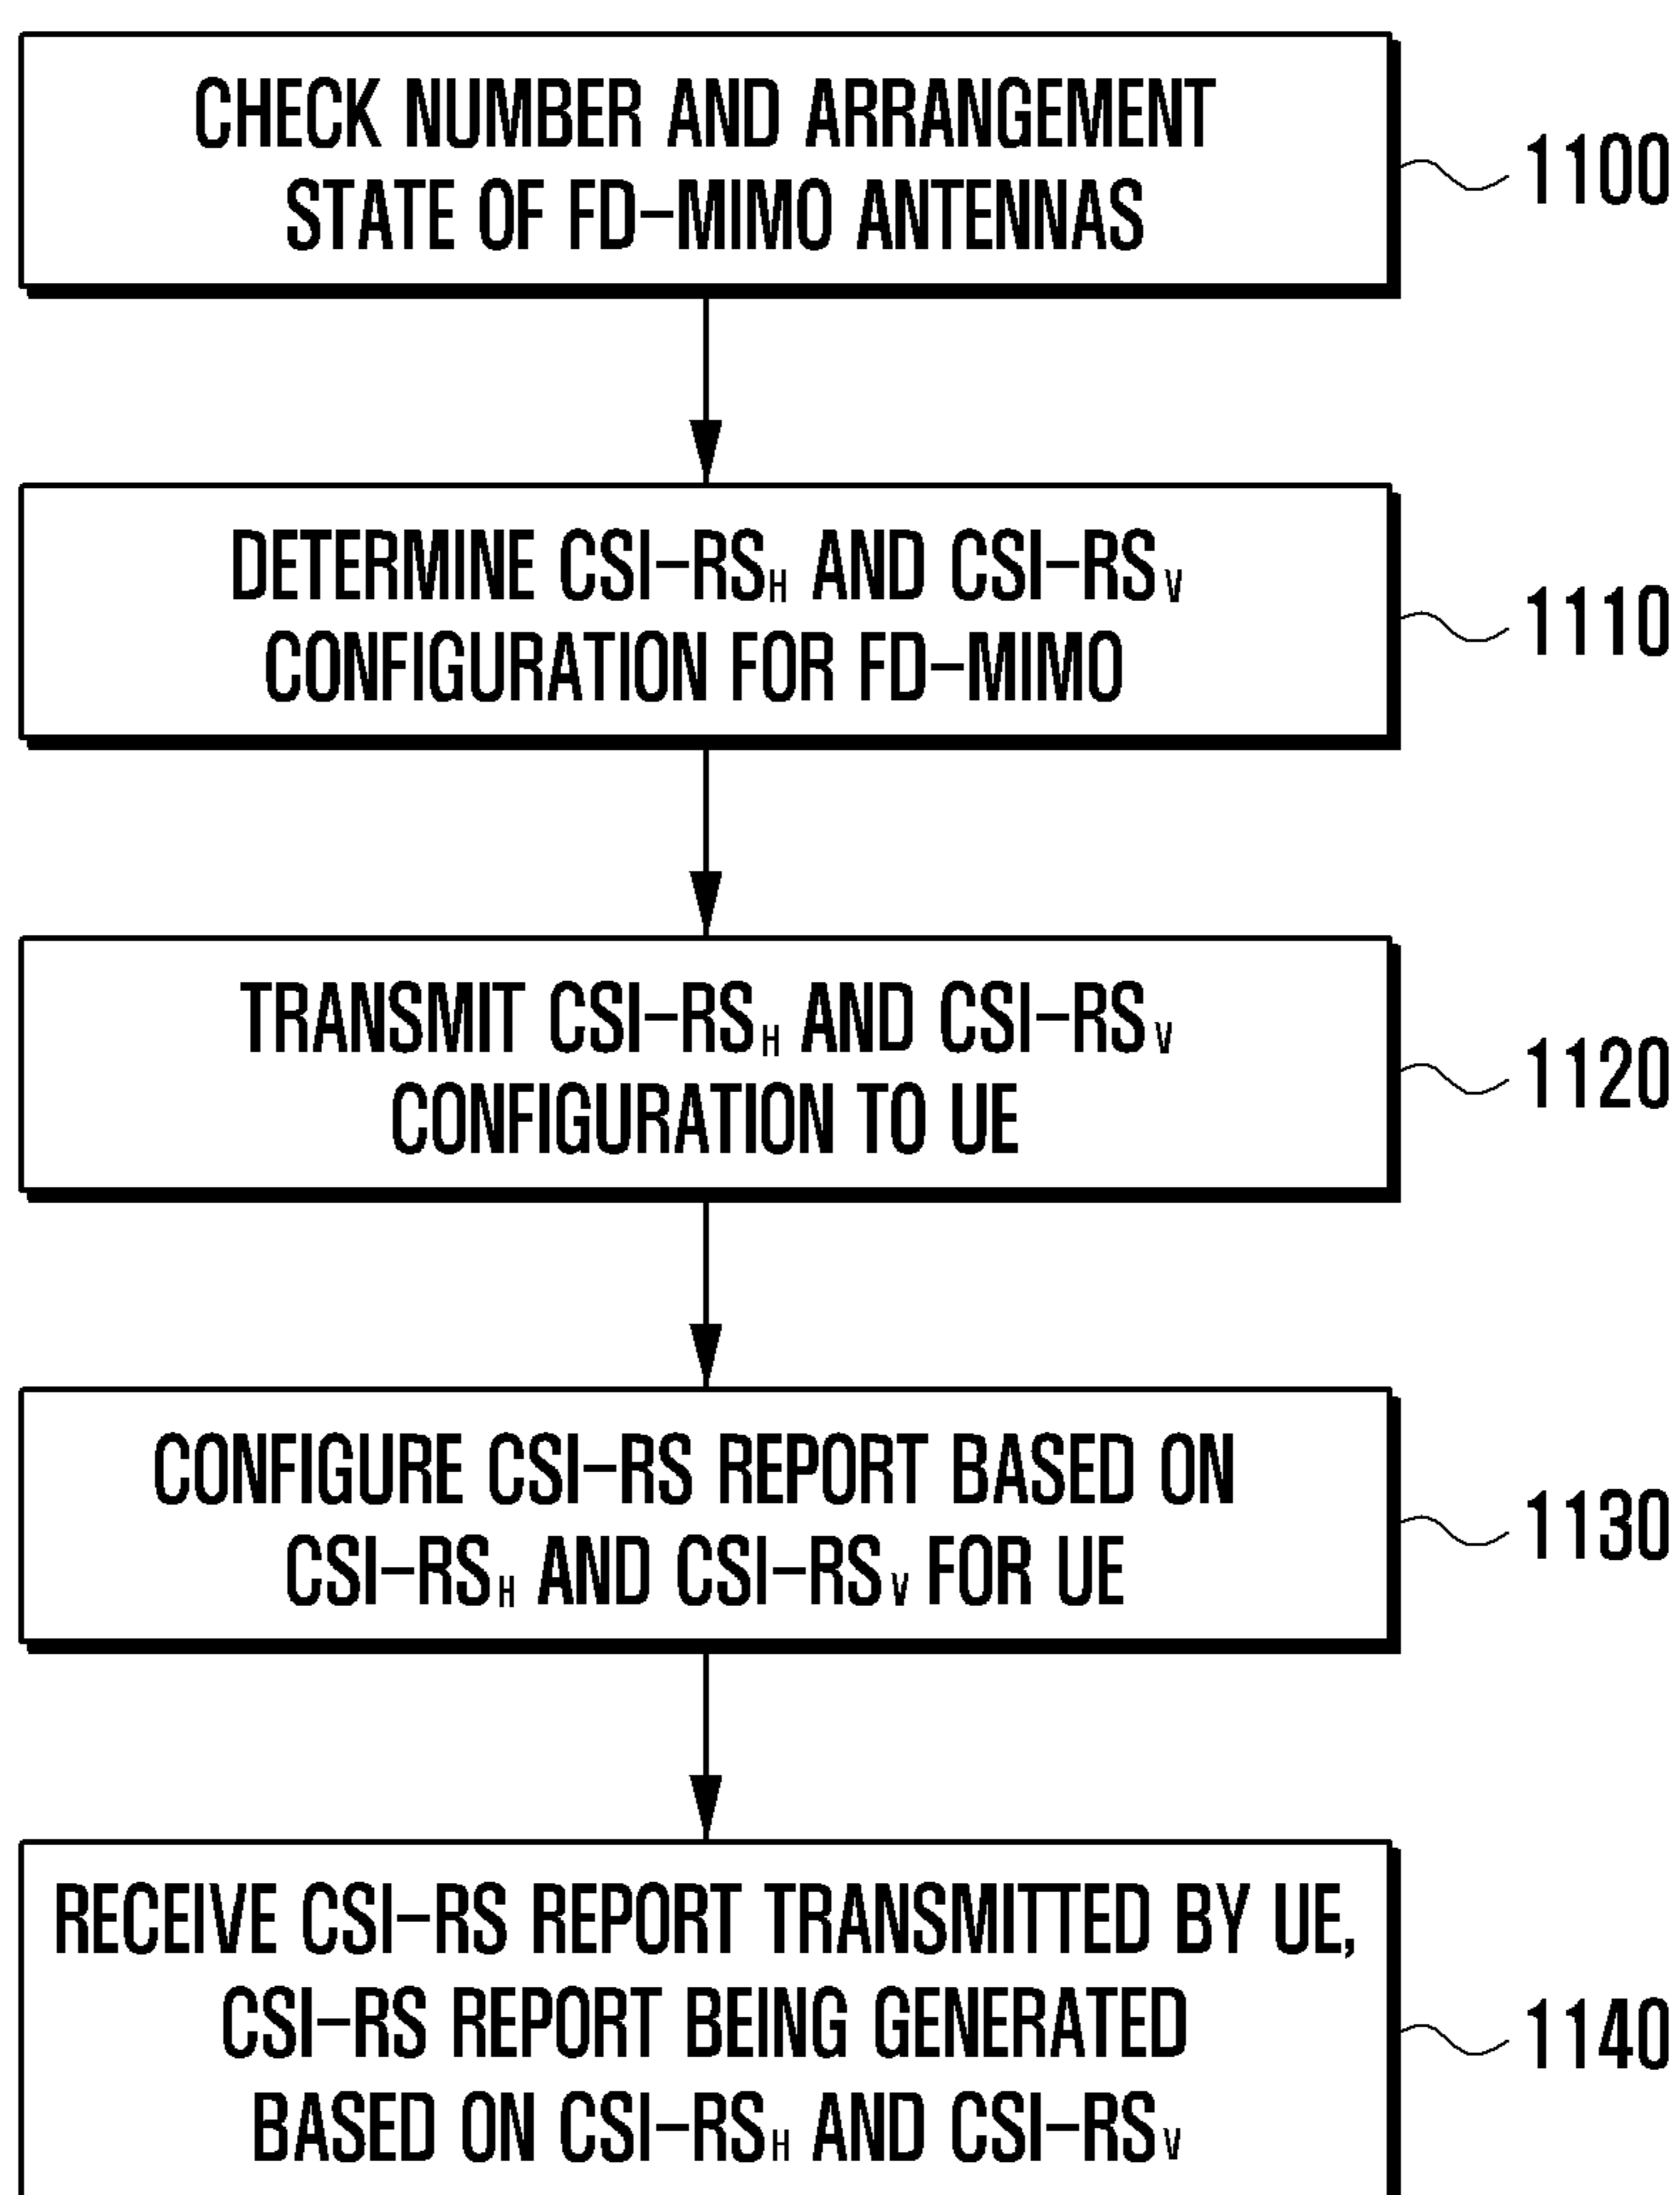 CHECK NUMBER AND ARRANGEMENT
STATE OF FD-MIMO ANTENNAS
1100
DETERMINE CSI-RSH AND CSI-RSV
CONFIGURATION FOR FD-MIMO
1110
TRANSMIT CSI-RSH AND CSI-RSV
CONFIGURATION TO UE
1120
CONFIGURE CSI-RS REPORT BASED ON
CSI-RSH AND CSI-RSV FOR UE
1130
RECEIVE CSI-RS REPORT TRANSMITTED BY UE,
CSI-RS REPORT BEING GENERATED
BASED ON CSI-RSH AND CSI-RSV
1140